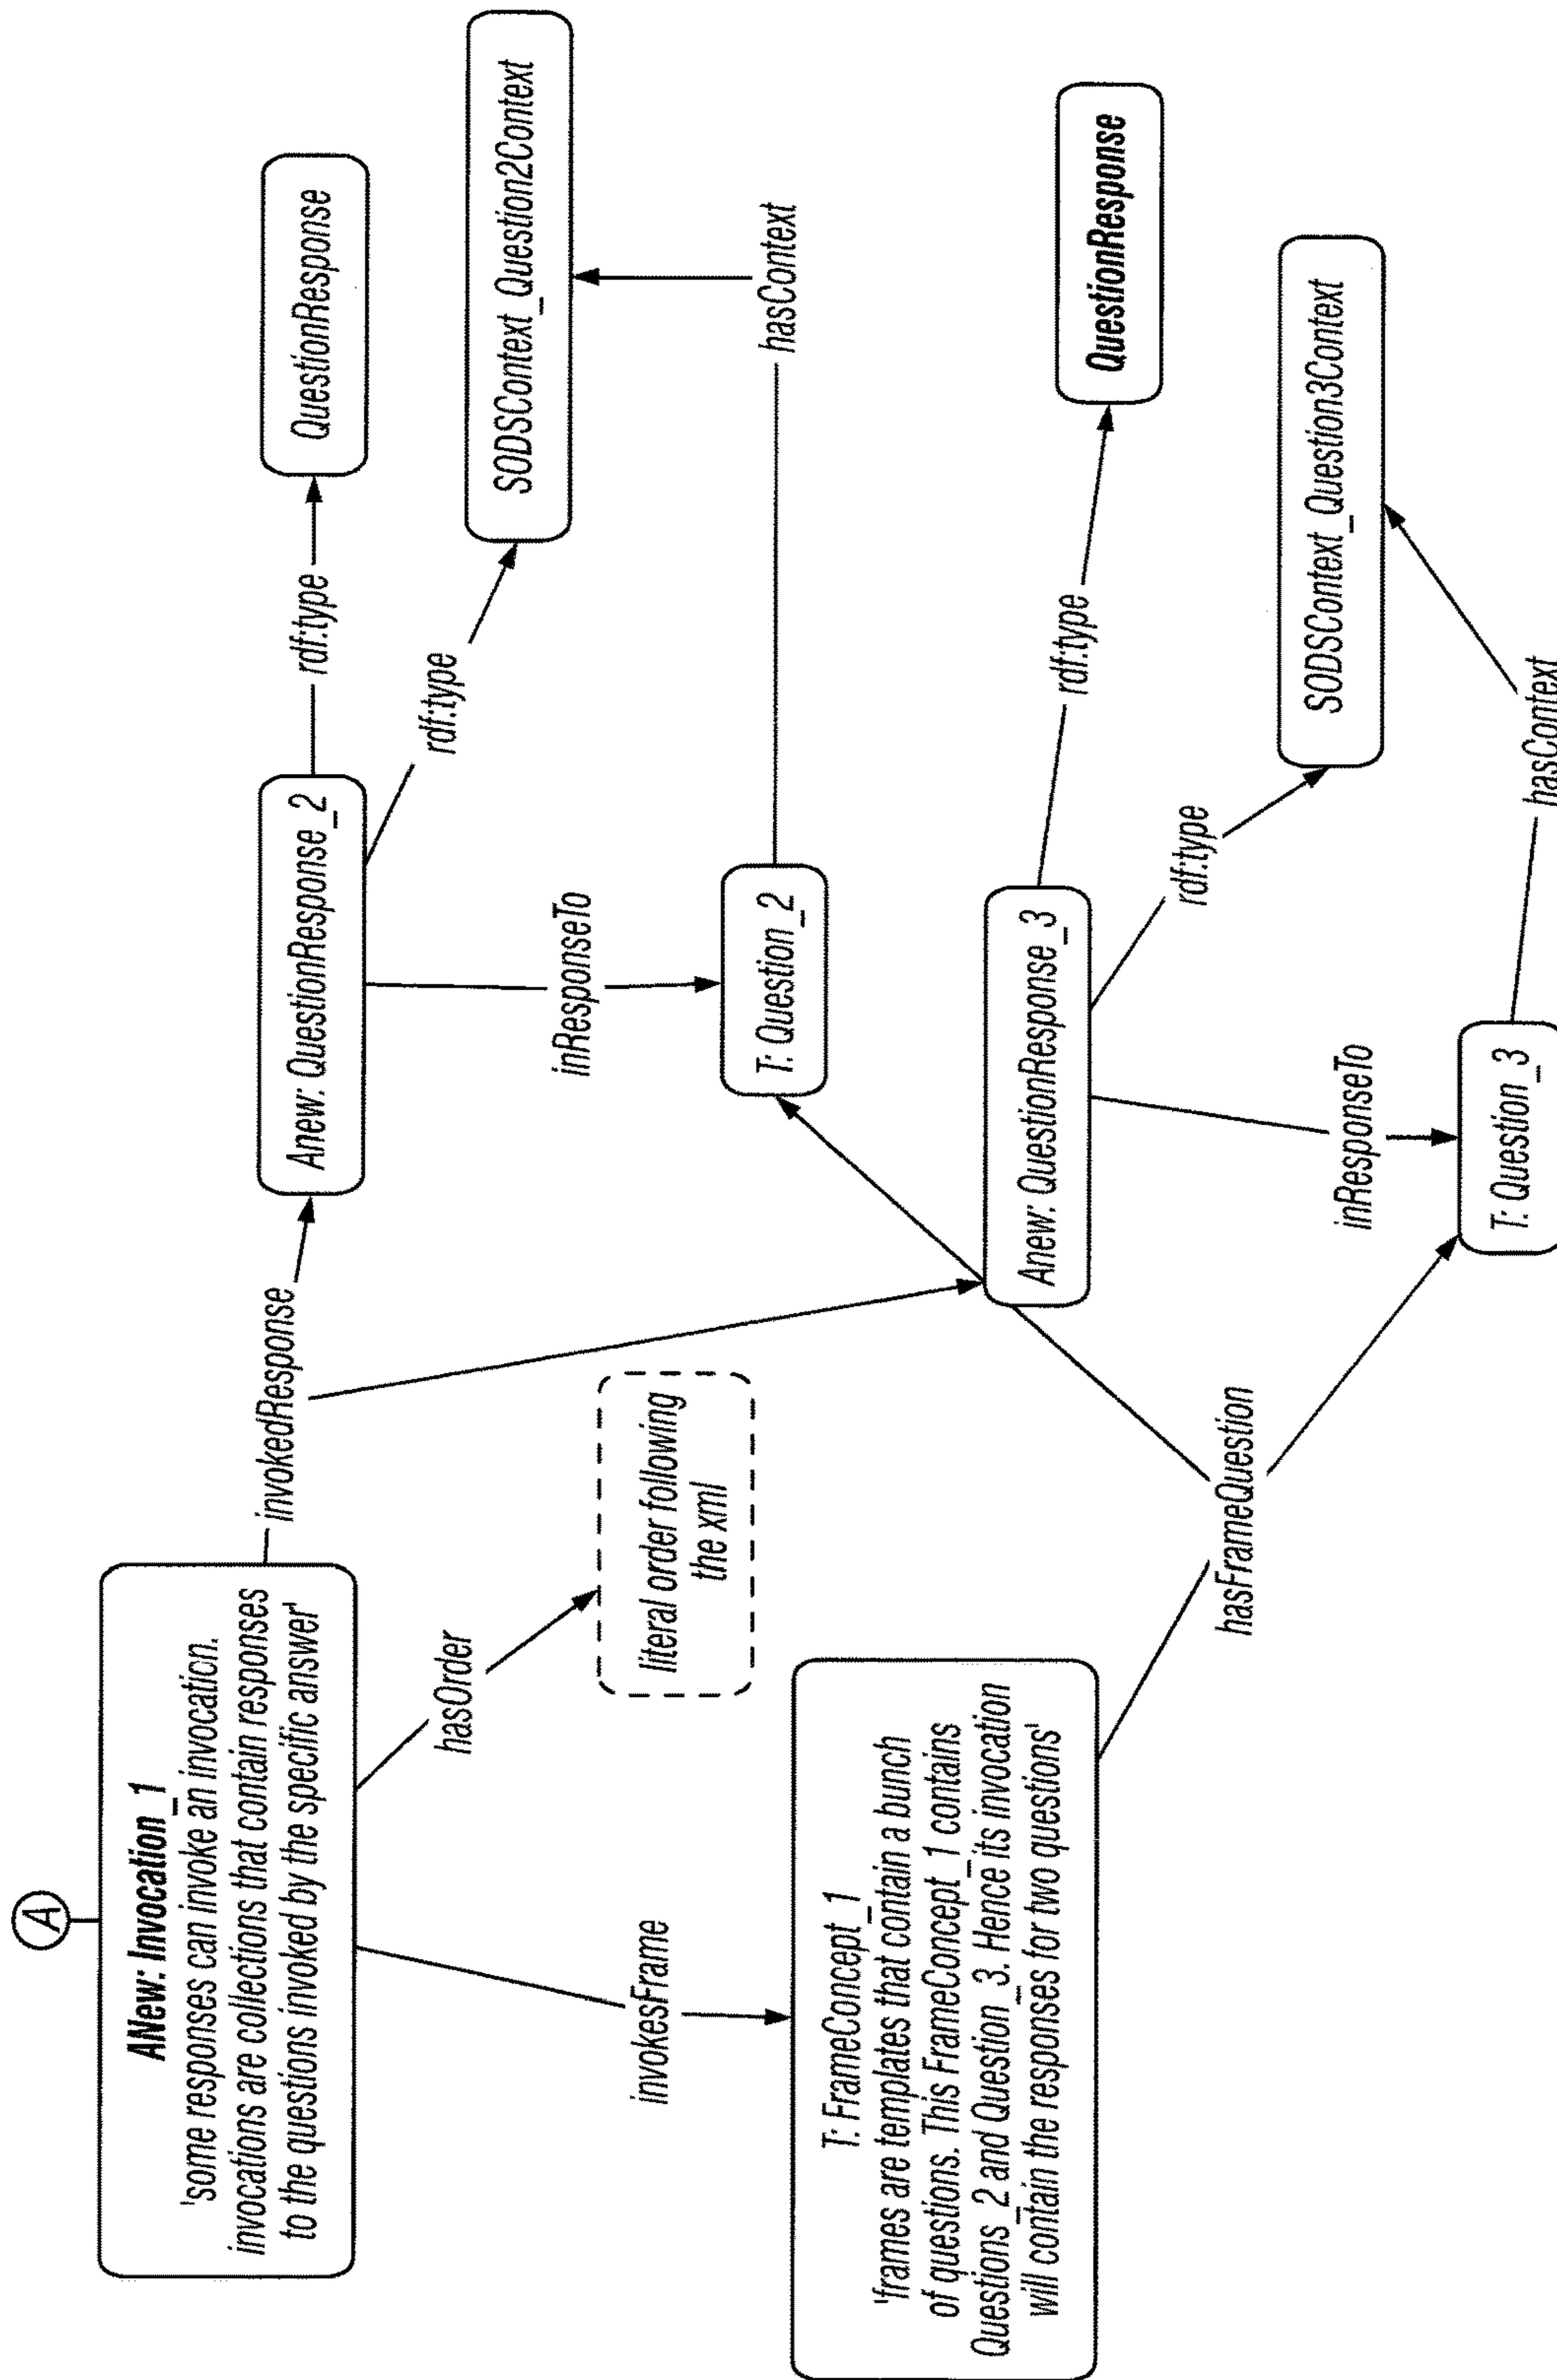 A
ANew: Invocation_1
'some responses can invoke an invocation.
invocations are collections that contain responses
to the questions invoked by the specific answer'
invokedResponse
Anew: QuestionResponse_2
rdf:type
QuestionResponse
rdf:type
SODSContext_Question2Context
hasOrder
literal order following
the xml
inResponseTo
T: Question_2
hasContext
invokesFrame
T: FrameConcept_1
'frames are templates that contain a bunch
of questions. This FrameConcept_1 contains
Questions_2 and Question_3. Hence its invocation
will contain the responses for two questions'
hasFrameQuestion
Anew: QuestionResponse_3
rdf:type
QuestionResponse
rdf:type
SODSContext_Question3Context
inResponseTo
T: Question_3
hasContext